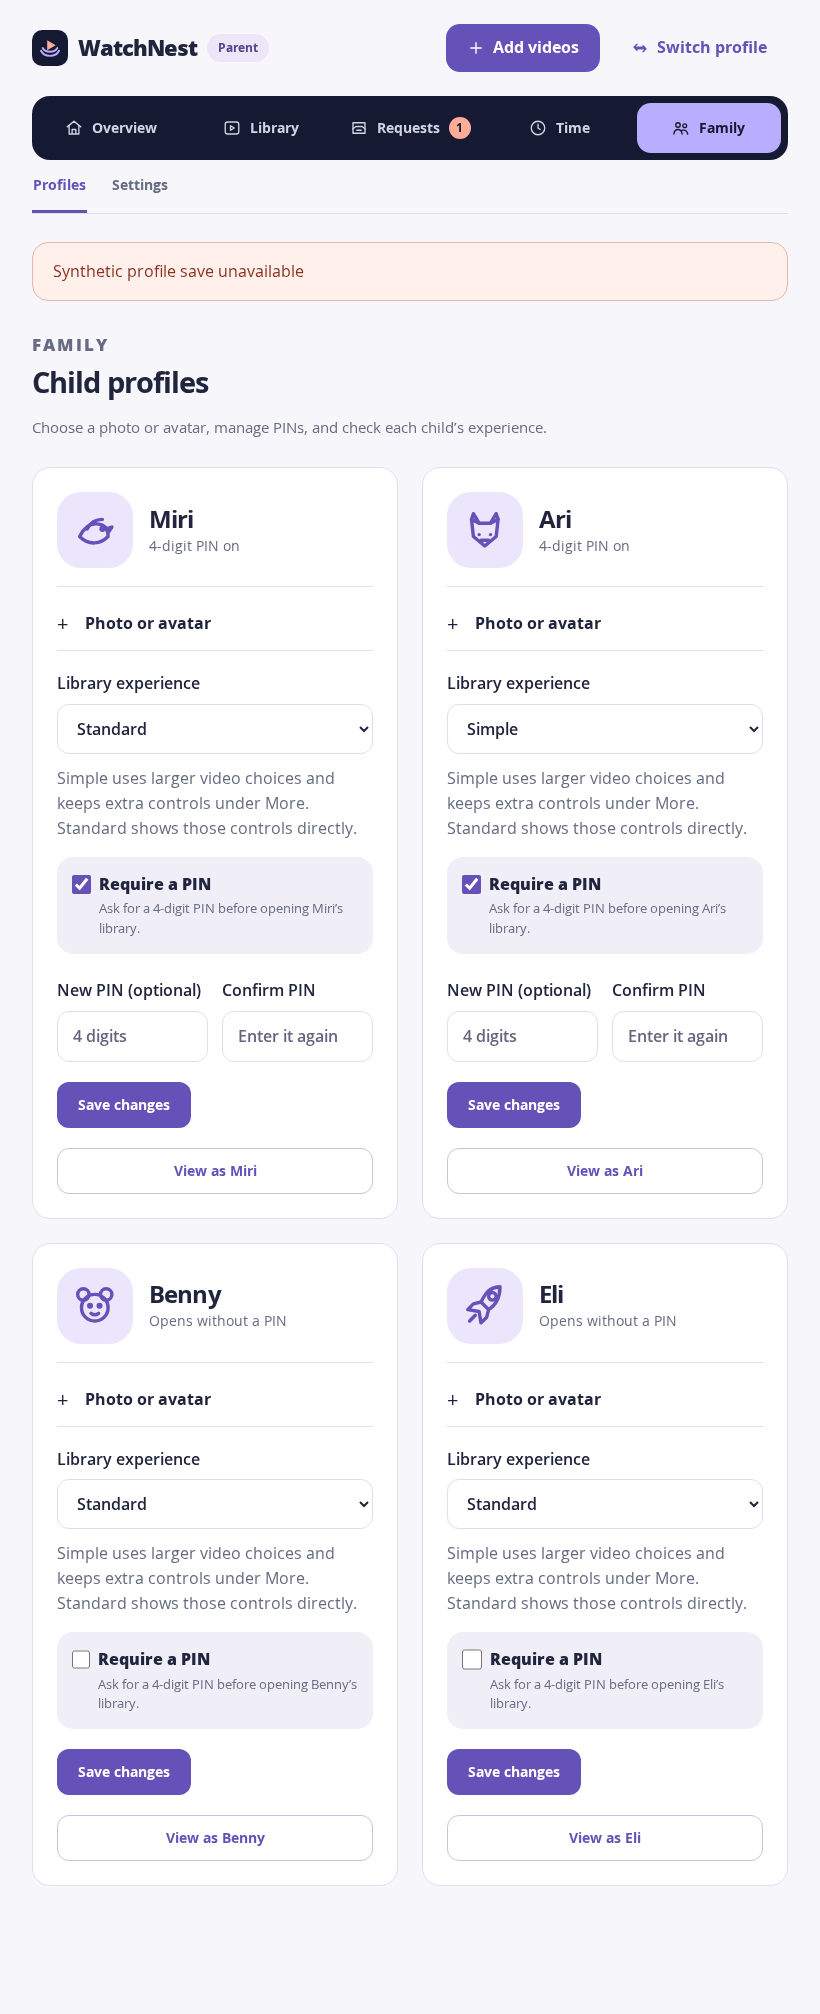 WatchNest Parent
Add videos
Switch profile
Overview
Library
Requests 1
Time
Family
Profiles
Settings
Synthetic profile save unavailable
FAMILY
Child profiles
Choose a photo or avatar, manage PINs, and check each child’s experience.
Miri
4-digit PIN on
+ Photo or avatar
Library experience
Standard
Simple uses larger video choices and
keeps extra controls under More.
Standard shows those controls directly.
Require a PIN
Ask for a 4-digit PIN before opening Miri’s
library.
New PIN (optional)
Confirm PIN
4 digits
Enter it again
Save changes
View as Miri
Ari
4-digit PIN on
+ Photo or avatar
Library experience
Simple
Simple uses larger video choices and
keeps extra controls under More.
Standard shows those controls directly.
Require a PIN
Ask for a 4-digit PIN before opening Ari’s
library.
New PIN (optional)
Confirm PIN
4 digits
Enter it again
Save changes
View as Ari
Benny
Opens without a PIN
+ Photo or avatar
Library experience
Standard
Simple uses larger video choices and
keeps extra controls under More.
Standard shows those controls directly.
Require a PIN
Ask for a 4-digit PIN before opening Benny’s
library.
Save changes
View as Benny
Eli
Opens without a PIN
+ Photo or avatar
Library experience
Standard
Simple uses larger video choices and
keeps extra controls under More.
Standard shows those controls directly.
Require a PIN
Ask for a 4-digit PIN before opening Eli’s
library.
Save changes
View as Eli